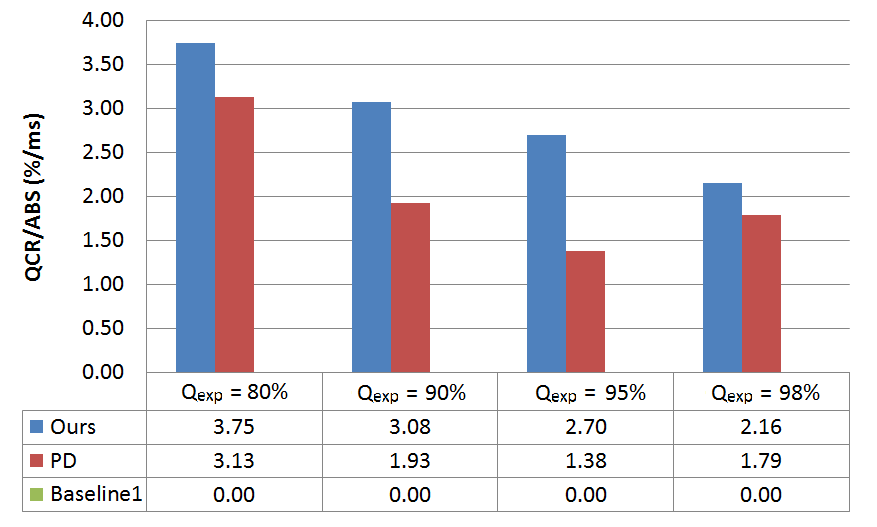 4.00
3.50
3.00
2.50
2.00
1.50
1.00
0.50
0.00
QCR/ABS (%/ms)
Qexp = 80% Qexp = 90% Qexp = 95% Qexp = 98%
Ours 3.75 3.08 2.70 2.16
PD 3.13 1.93 1.38 1.79
Baseline1 0.00 0.00 0.00 0.00